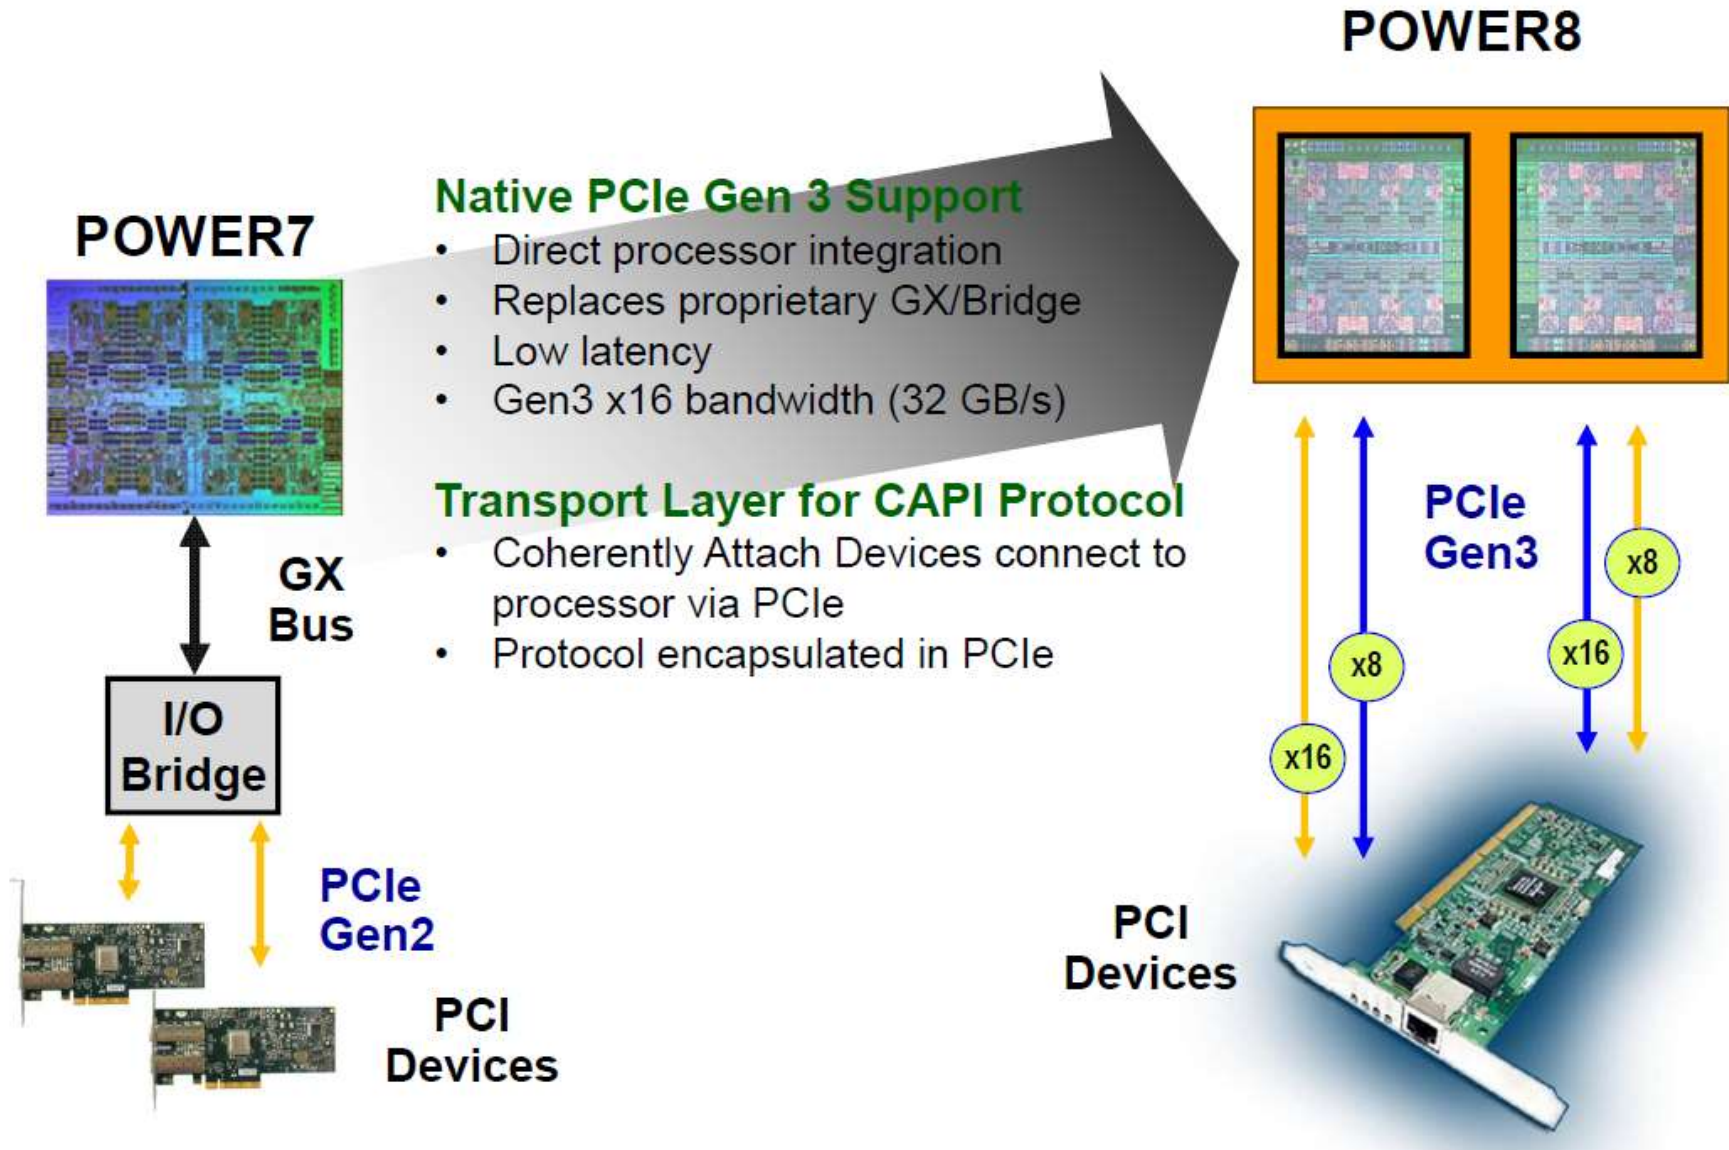 POWER8
POWER7
Native PCIe Gen 3 Support
• Direct processor integration
• Replaces proprietary GX/Bridge
• Low latency
• Gen3 x16 bandwidth (32 GB/s)
Transport Layer for CAPI Protocol
• Coherently Attach Devices connect to
processor via PCIe
• Protocol encapsulated in PCIe
GX
Bus
I/O
Bridge
PCIe
Gen2
PCI
Devices
PCIe
Gen3
x8
x16
x8
x16
PCI
Devices